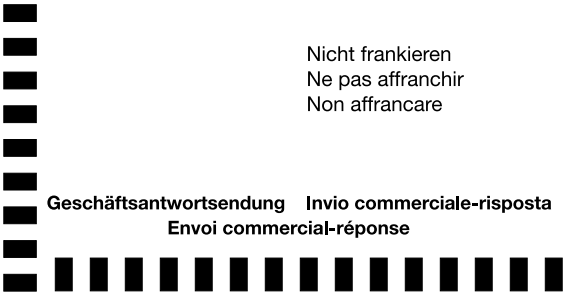 Nicht frankieren
Ne pas affranchir
Non affrancare
Geschäftsantwortsendung Invio commerciale-risposta
Envoi commercial-réponse